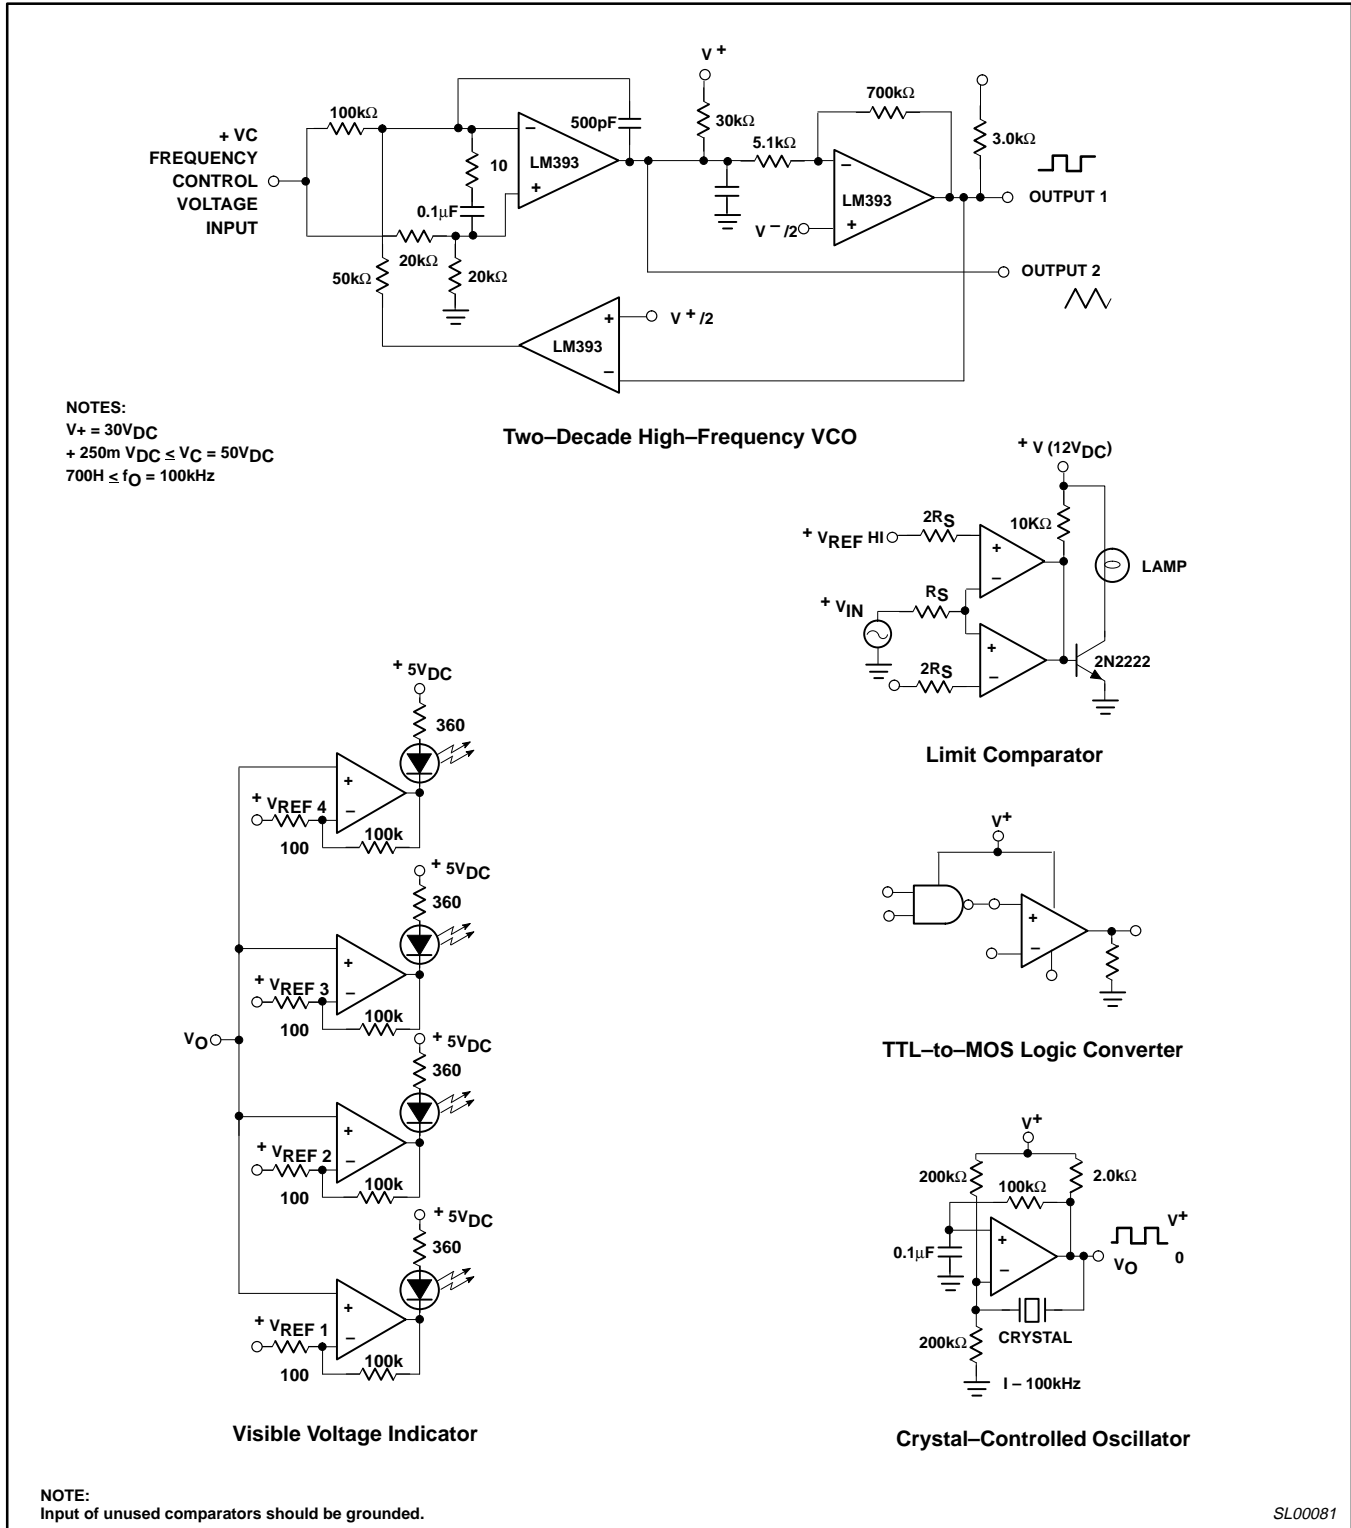 + VC
FREQUENCY
CONTROL
VOLTAGE
INPUT
100kΩ
10
0.1μF
20kΩ
20kΩ
50kΩ
500pF
−
LM393
+
V +
30kΩ
5.1kΩ
700kΩ
−
LM393
+
V − /2
3.0kΩ
OUTPUT 1
OUTPUT 2
+
LM393
−
V + /2
NOTES:
V+ = 30VDC
+ 250m VDC ≤ VC = 50VDC
700H ≤ fO = 100kHz
Two–Decade High–Frequency VCO
+ V (12VDC)
10KΩ
+ VREF HI
2RS
+
−
LAMP
+ VIN
RS
+
−
2RS
2N2222
Limit Comparator
+ 5VDC
360
+
−
+ VREF 4
100
100k
+ 5VDC
360
+
−
+ VREF 3
100
100k
VO
+ 5VDC
360
+
−
+ VREF 2
100
100k
+ 5VDC
360
+
−
+ VREF 1
100
100k
Visible Voltage Indicator
V+
+
−
TTL–to–MOS Logic Converter
V+
200kΩ
100kΩ
2.0kΩ
+
−
0.1μF
V+
0
VO
CRYSTAL
200kΩ
I – 100kHz
Crystal–Controlled Oscillator
NOTE:
Input of unused comparators should be grounded.
SL00081